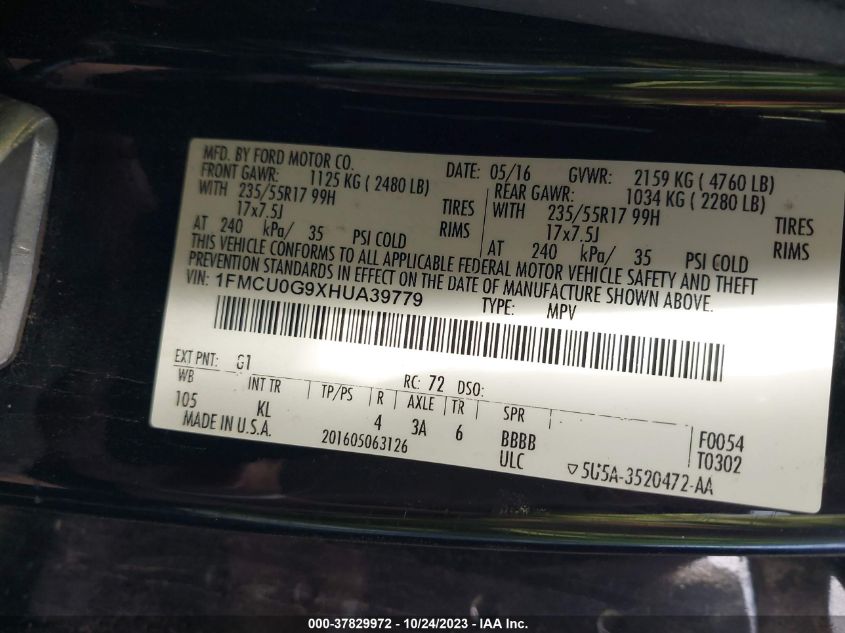 MFD. BY FORD MOTOR CO.
DATE: 05/16 GVWR: 2159 KG ( 4760 LB)
FRONT GAWR: 1125 KG ( 2480 LB) REAR GAWR: 1034 KG ( 2280 LB)
WITH 235/55R17 99H TIRES WITH 235/55R17 99H TIRES
17x7.5J RIMS 17x7.5J RIMS
AT 240 kPa/ 35 PSI COLD AT 240 kPa/ 35 PSI COLD
THIS VEHICLE CONFORMS TO ALL APPLICABLE FEDERAL MOTOR VEHICLE SAFETY AND THEFT
PREVENTION STANDARDS IN EFFECT ON THE DATE OF MANUFACTURE SHOWN ABOVE.
VIN: 1FMCU0G9XHUA39779 TYPE: MPV
EXT PNT: G1 RC: 72 DSO:
WB INT TR TP/PS R AXLE TR SPR
105 KL 4 3A 6 BBBB F0054
MADE IN U.S.A. 201605063126 ULC T0302
▽5U5A-3520472-AA
000-37829972 - 10/24/2023 - IAA Inc.